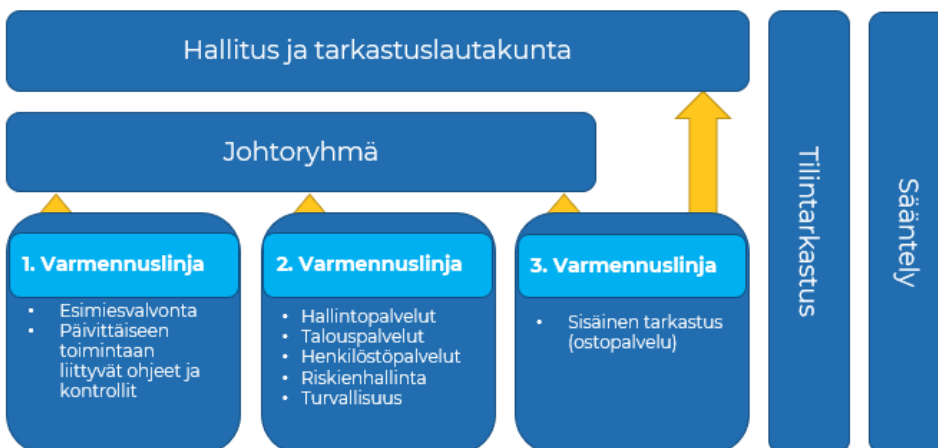 Hallitus ja tarkastuslautakunta
Johtoryhmä
1. Varmennuslinja
• Esimiesvalvonta
• Päivittäiseen
toimintaan
liittyvät ohjeet ja
kontrollit
2. Varmennuslinja
• Hallintopalvelut
• Talouspalvelut
• Henkilöstöpalvelut
• Riskienhallinta
• Turvallisuus
3. Varmennuslinja
• Sisäinen tarkastus
(ostopalvelu)
Tilintarkastus
Sääntely